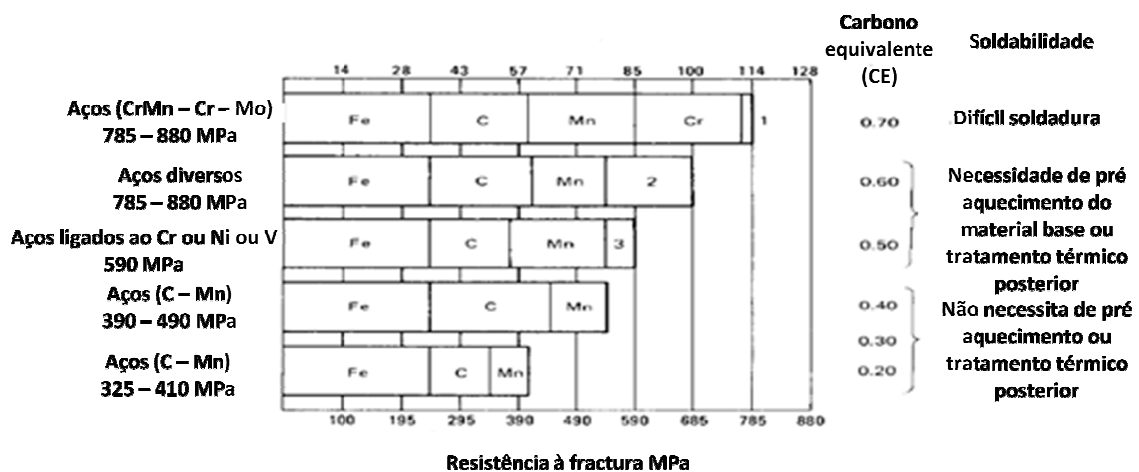 Carbono
equivalente
(CE)
Soldabilidade
14 28 43 57 71 85 100 114 128
Aços (CrMn – Cr – Mo)
785 – 880 MPa
Fe C Mn Cr 1
0.70
Difícil soldadura
Aços diversos
785 – 880 MPa
Fe C Mn 2
0.60
Aços ligados ao Cr ou Ni ou V
590 MPa
Fe C Mn 3
0.50
Necessidade de pré
aquecimento do
material base ou
tratamento térmico
posterior
Aços (C – Mn)
390 – 490 MPa
Fe C Mn
0.40
0.30
Aços (C – Mn)
325 – 410 MPa
Fe C Mn
0.20
Não necessita de pré
aquecimento ou
tratamento térmico
posterior
100 195 295 390 490 590 685 785 880
Resistência à fractura MPa